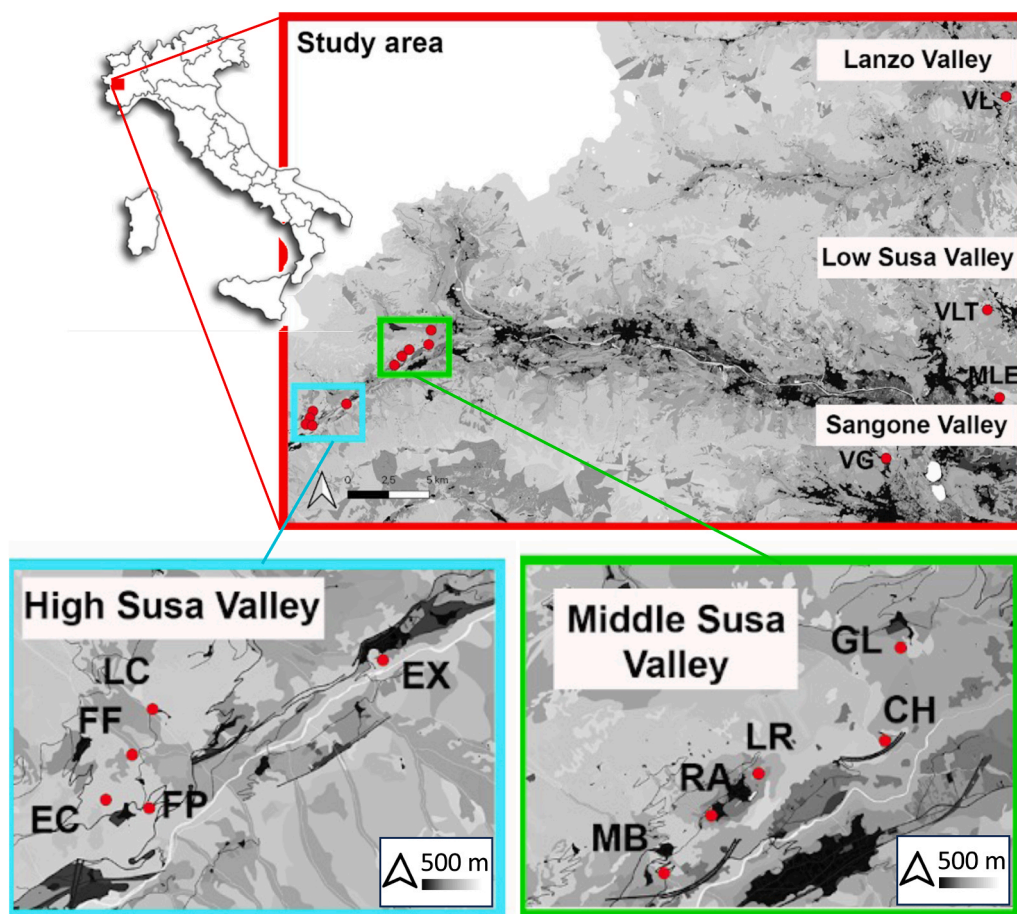 Study area
Lanzo Valley
VL
Low Susa Valley
VLT
MLE
Sangone Valley
VG
0 2.5 5 km
High Susa Valley
LC
EX
FF
EC
FP
500 m
Middle Susa
Valley
GL
CH
LR
RA
MB
500 m